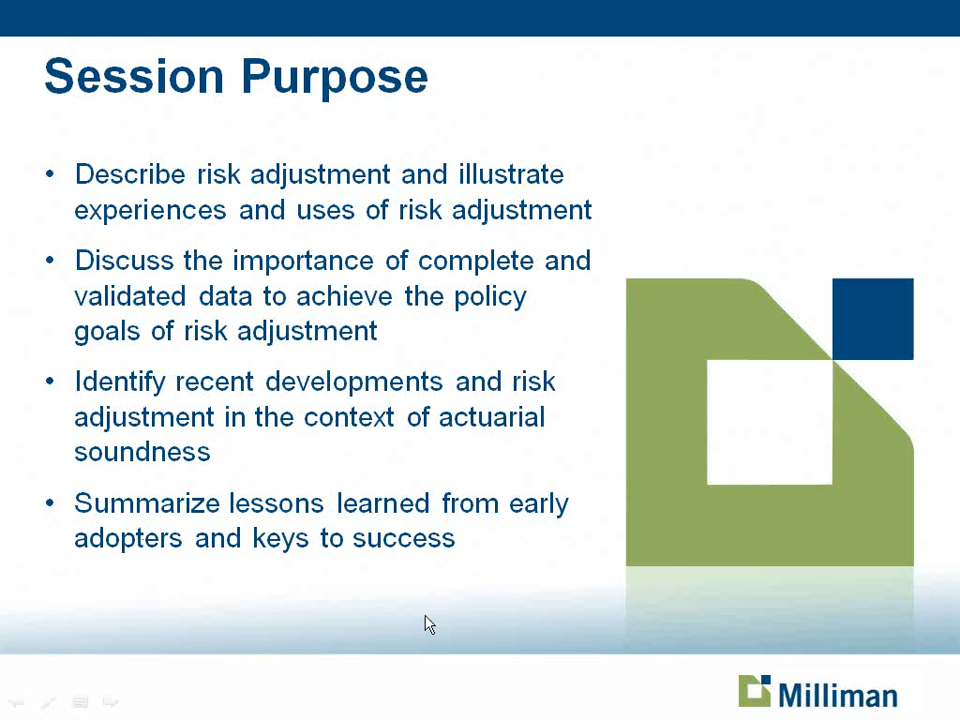 Session Purpose
• Describe risk adjustment and illustrate
experiences and uses of risk adjustment
• Discuss the importance of complete and
validated data to achieve the policy
goals of risk adjustment
• Identify recent developments and risk
adjustment in the context of actuarial
soundness
• Summarize lessons learned from early
adopters and keys to success
Milliman